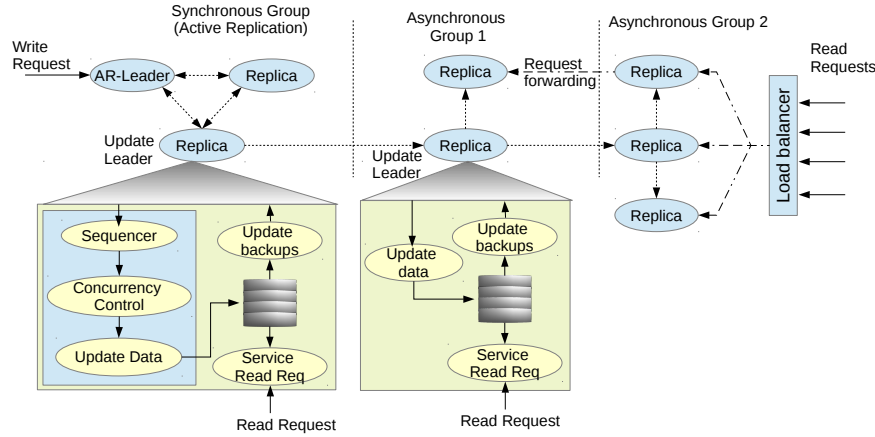 Synchronous Group
(Active Replication)
Asynchronous
Group 1
Asynchronous Group 2
Write
Request
AR-Leader
Replica
Replica
Request
forwarding
Replica
Read
Requests
Update
Leader
Replica
Update
Leader
Replica
Replica
Load balancer
Replica
Sequencer
Update
backups
Concurrency
Control
Update Data
Service
Read Req
Update
data
Update
backups
Service
Read Req
Read Request
Read Request